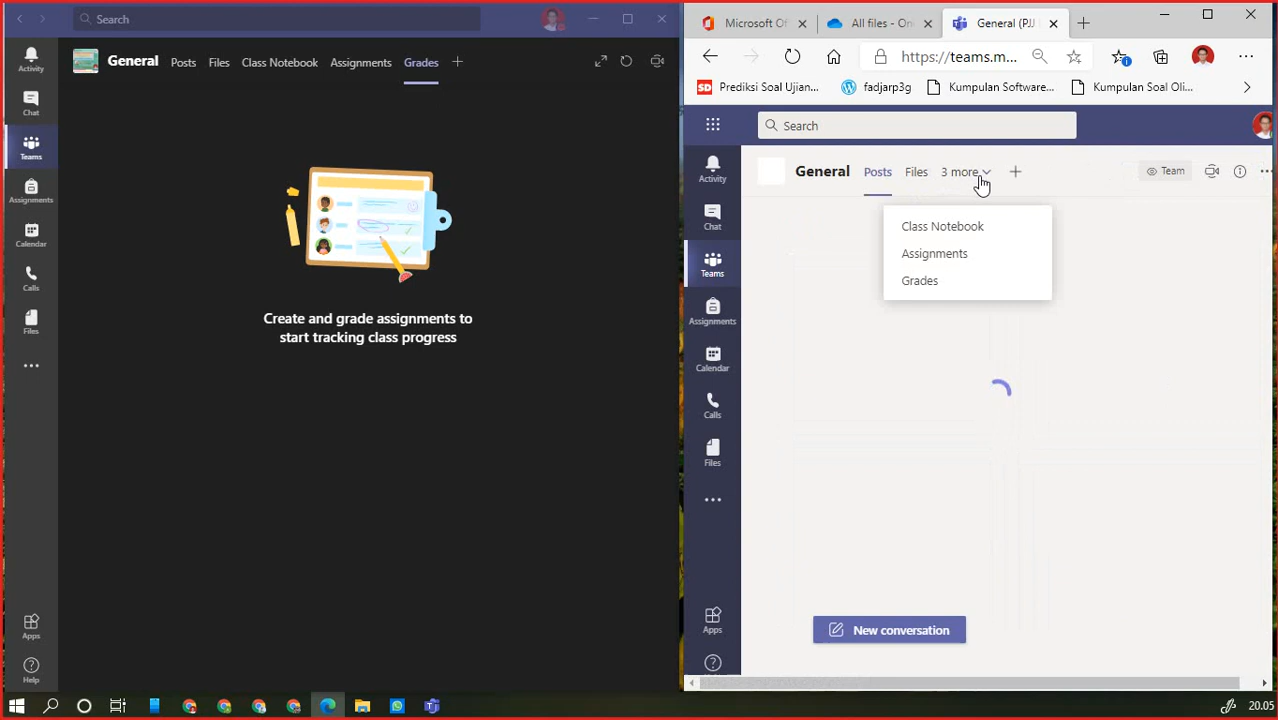 Search
Activity
Chat
Teams
Assignments
Calendar
Calls
Files
Apps
Help
General Posts Files Class Notebook Assignments Grades
Create and grade assignments to
start tracking class progress
Microsoft Of
All files - On
General (PJJ
https://teams.m...
Prediksi Soal Ujian...
fadjarp3g
Kumpulan Software...
Kumpulan Soal Oli...
Search
Activity
Chat
Teams
Assignments
Calendar
Calls
Files
Apps
General Posts Files 3 more
Team
Class Notebook
Assignments
Grades
New conversation
20.05